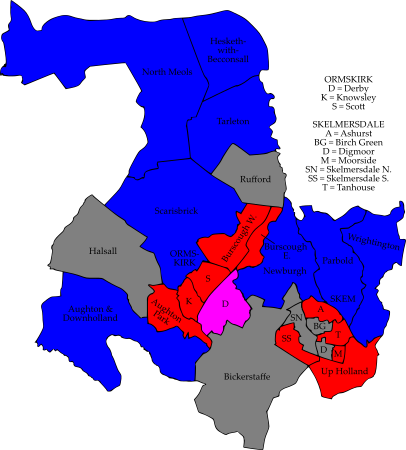 Hesketh-
with-
Becconsall
North Meols
Tarleton
ORMSKIRK
D = Derby
K = Knowsley
S = Scott
SKELMERSDALE
A = Ashurst
BG = Birch Green
D = Digmoor
M = Moorside
SN = Skelmersdale N.
SS = Skelmersdale S.
T = Tanhouse
Rufford
Scarisbrick
Burscough W.
Wrightington
Halsall
ORMS-
KIRK
Burscough
E.
Newburgh
Parbold
S
K
D
Aughton &
Downholland
Aughton
Park
SKEM
SN
A
BG
T
SS
D
M
Up Holland
Bickerstaffe